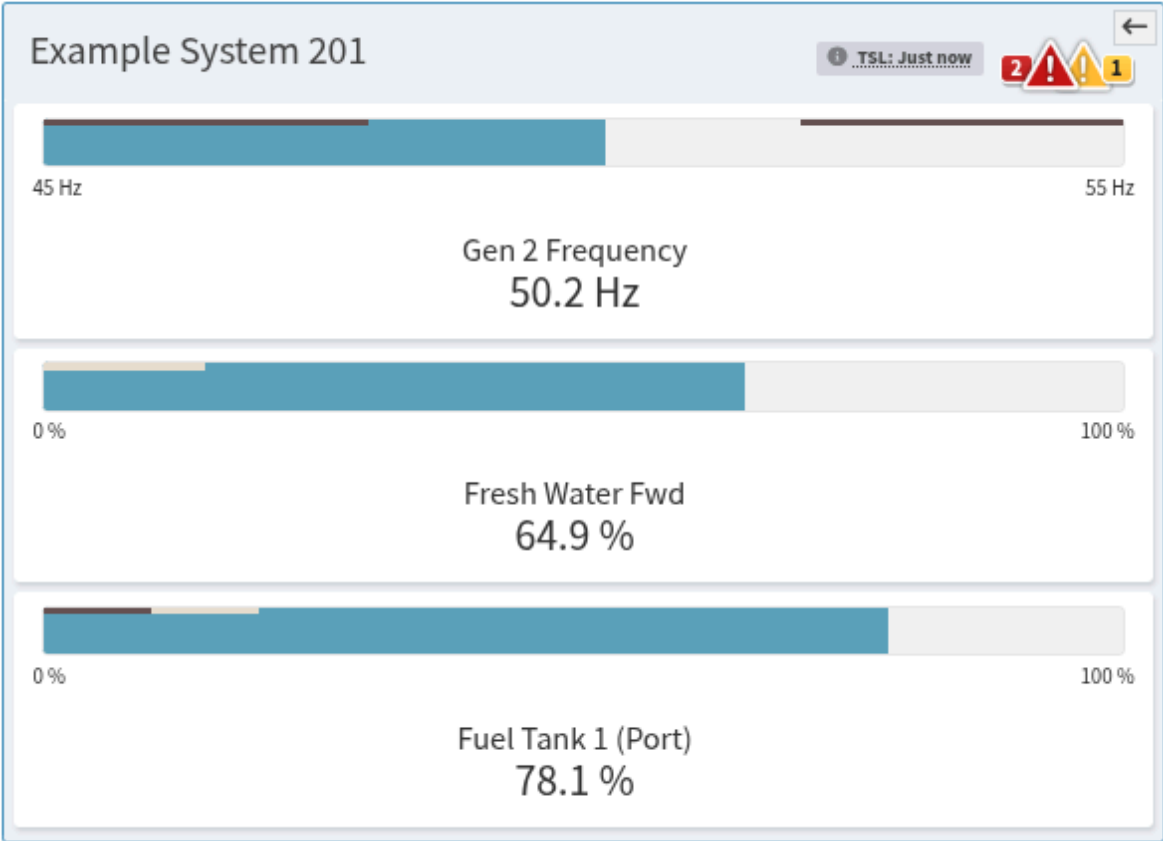 Example System 201
TSL: Just now
2
1
45 Hz
55 Hz
Gen 2 Frequency
50.2 Hz
0 %
100 %
Fresh Water Fwd
64.9 %
0 %
100 %
Fuel Tank 1 (Port)
78.1 %